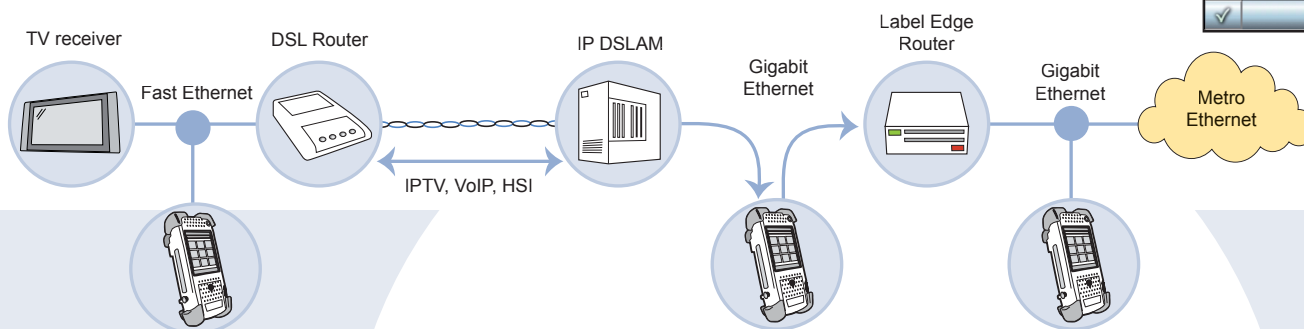 TV receiver
DSL Router
IP DSLAM
Label Edge
Router
Fast Ethernet
Gigabit
Ethernet
Gigabit
Ethernet
Metro
Ethernet
IPTV, VoIP, HSI